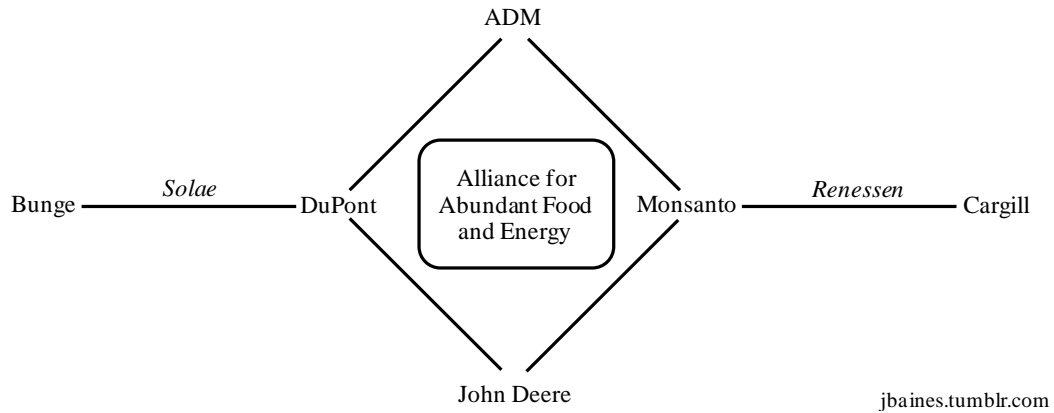 ADM
Alliance for
Abundant Food
and Energy
Bunge
Solae
DuPont
Monsanto
Renessen
Cargill
John Deere
jbaines.tumblr.com